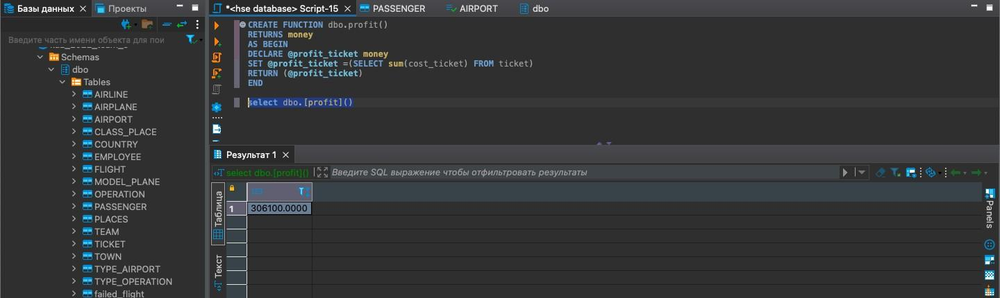 Базы данных
Проекты
Введите часть имени объекта для пои
Schemas
dbo
Tables
AIRLINE
AIRPLANE
AIRPORT
CLASS_PLACE
COUNTRY
EMPLOYEE
FLIGHT
MODEL_PLANE
OPERATION
PASSENGER
PLACES
TEAM
TICKET
TOWN
TYPE_AIRPORT
TYPE_OPERATION
failed_flight
*<hse database> Script-15
PASSENGER
AIRPORT
dbo
CREATE FUNCTION dbo.profit()
RETURNS money
AS BEGIN
DECLARE @profit_ticket money
SET @profit_ticket =(SELECT sum(cost_ticket) FROM ticket)
RETURN (@profit_ticket)
END
select dbo.[profit]()
Результат 1
select dbo.[profit]()
Введите SQL выражение чтобы отфильтровать результаты
Таблица
Текст
1
306100.0000
Panels